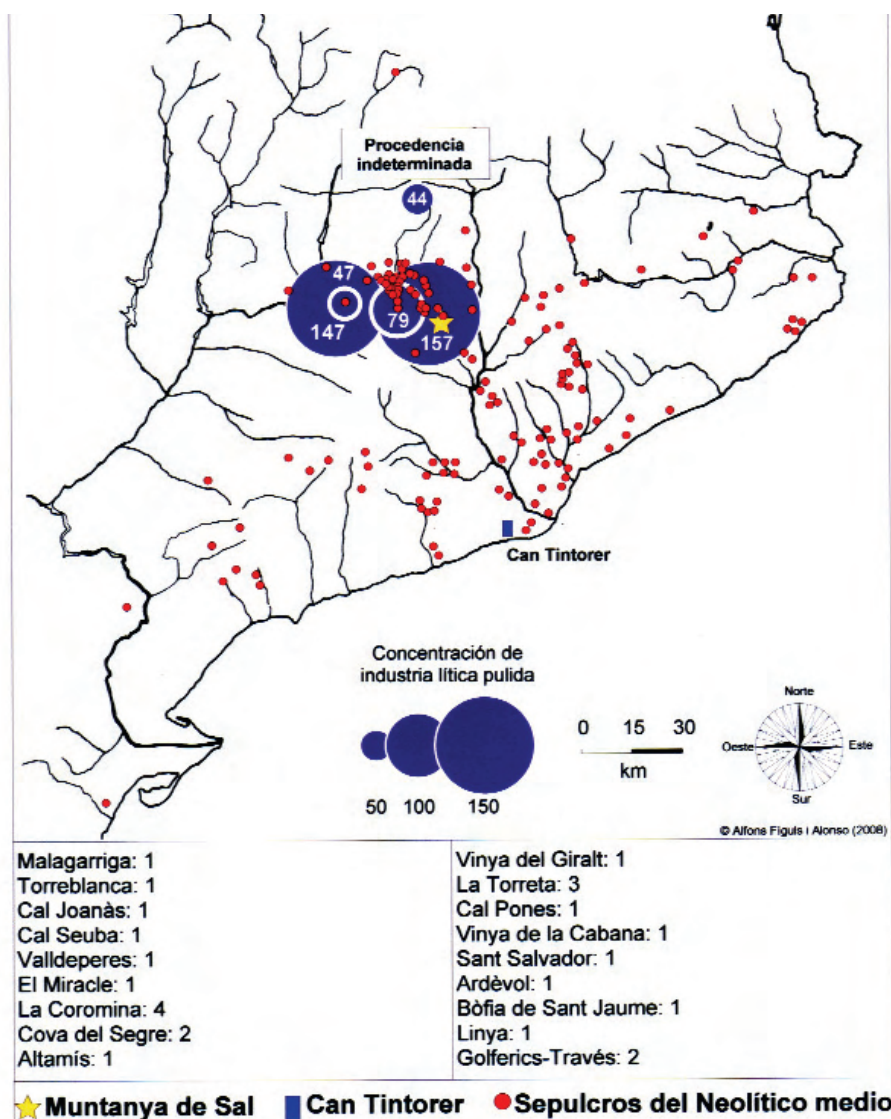 Procedencia
indeterminada
44
47
147
79
157
Can Tintorer
Concentración de
industria lítica pulida
50 100 150
0 15 30
km
Norte
Oeste
Este
Sur
© Alfons Fíguls i Alonso (2008)
Malagarriga: 1
Torreblanca: 1
Cal Joanàs: 1
Cal Seuba: 1
Valldeperes: 1
El Miracle: 1
La Coromina: 4
Cova del Segre: 2
Altamís: 1
Vinya del Giralt: 1
La Torreta: 3
Cal Pones: 1
Vinya de la Cabana: 1
Sant Salvador: 1
Ardèvol: 1
Bòfia de Sant Jaume: 1
Linya: 1
Golferics-Través: 2
Muntanya de Sal Can Tintorer Sepulcros del Neolítico medio